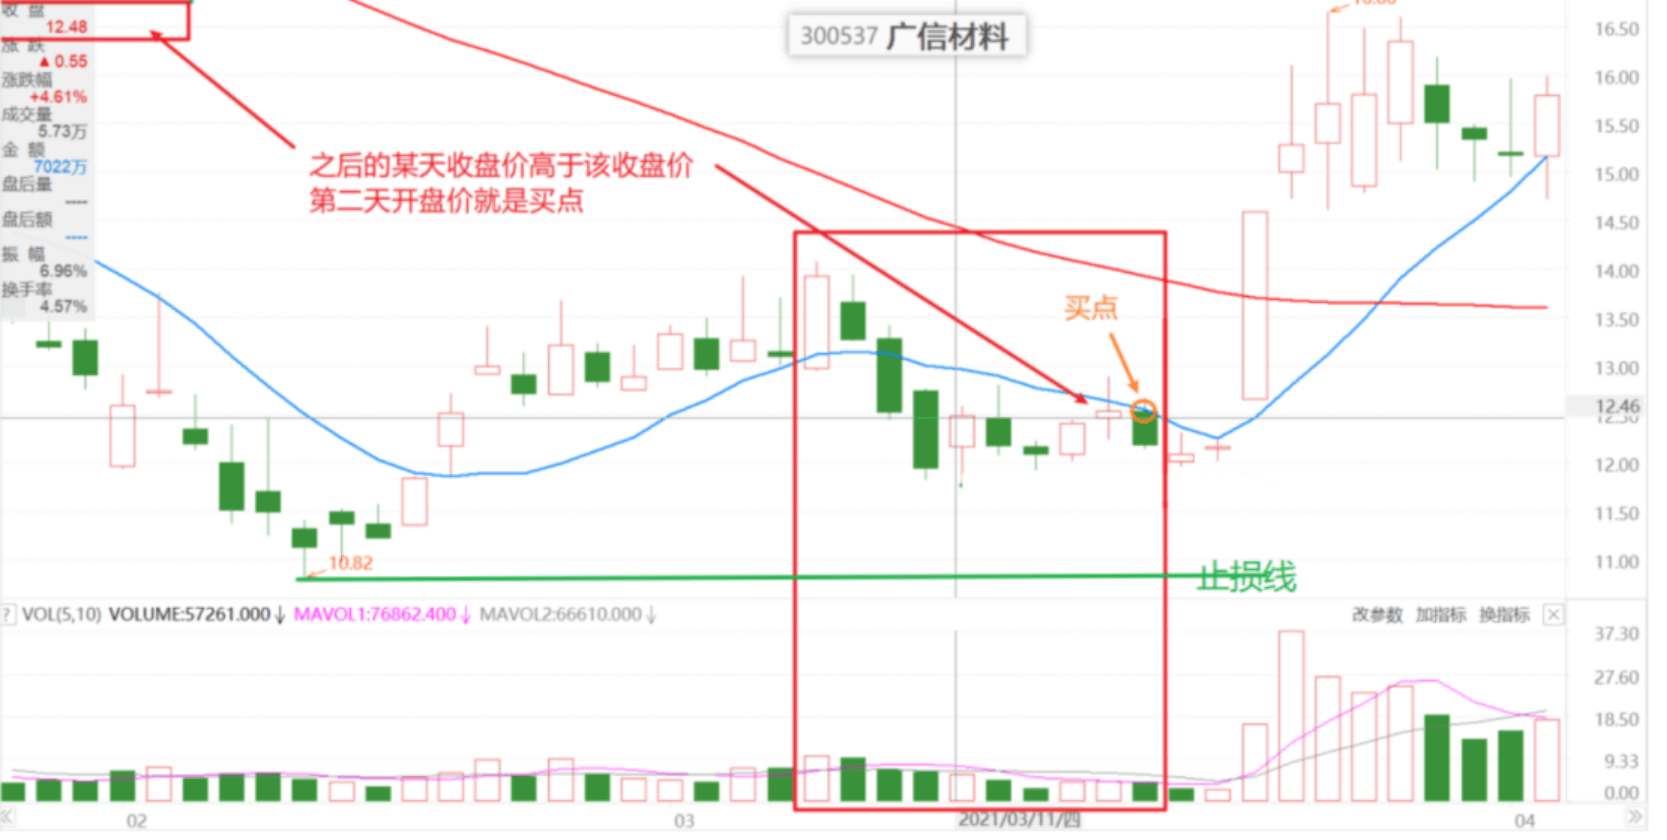 收 盘
12.48
涨 跌
▲ 0.55
涨跌幅
+4.61%
成交量
5.73万
金 额
7022万
盘后量
----
盘后额
----
振 幅
6.96%
换手率
4.57%
300537 广信材料
之后的某天收盘价高于该收盘价
第二天开盘价就是买点
买点
10.82
止损线
16.50
16.00
15.50
15.00
14.50
14.00
13.50
13.00
12.46
12.00
11.50
11.00
? VOL(5,10) VOLUME:57261.000↓ MAVOL1:76862.400↓ MAVOL2:66610.000↓
改参数 加指标 换指标 ×
37.30
27.60
18.50
9.33
0.00
« 02 03 2021/03/11/四 04 »